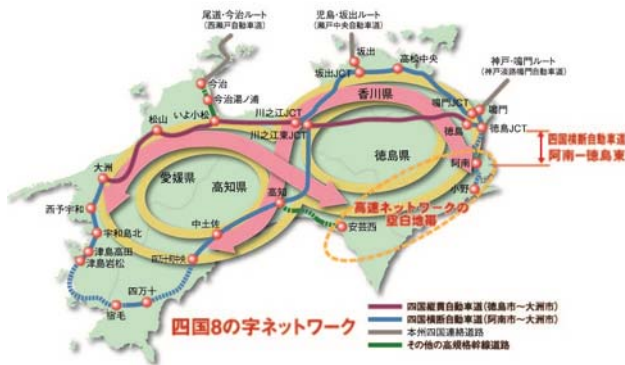 尾道・今治ルート
(西瀬戸自動車道)
児島・坂出ルート
(瀬戸中央自動車道)
神戸・鳴門ルート
(神戸淡路鳴門自動車道)
坂出
坂出JCT
高松中央
今治
今治湯ノ浦
いよ小松
松山
川之江JCT
川之江東JCT
香川県
鳴門JCT
鳴門
徳島
徳島JCT
四国横断自動車道
阿南ー徳島東
大洲
愛媛県
高知県
徳島県
阿南
小野
西予宇和
高知
高速ネットワークの
空白地帯
宇和島北
中土佐
安芸西
津島高田
津島岩松
四万十町中央
四万十
宿毛
四国8の字ネットワーク
四国縦貫自動車道(徳島市～大洲市)
四国横断自動車道(阿南市～大洲市)
本州四国連絡道路
その他の高規格幹線道路